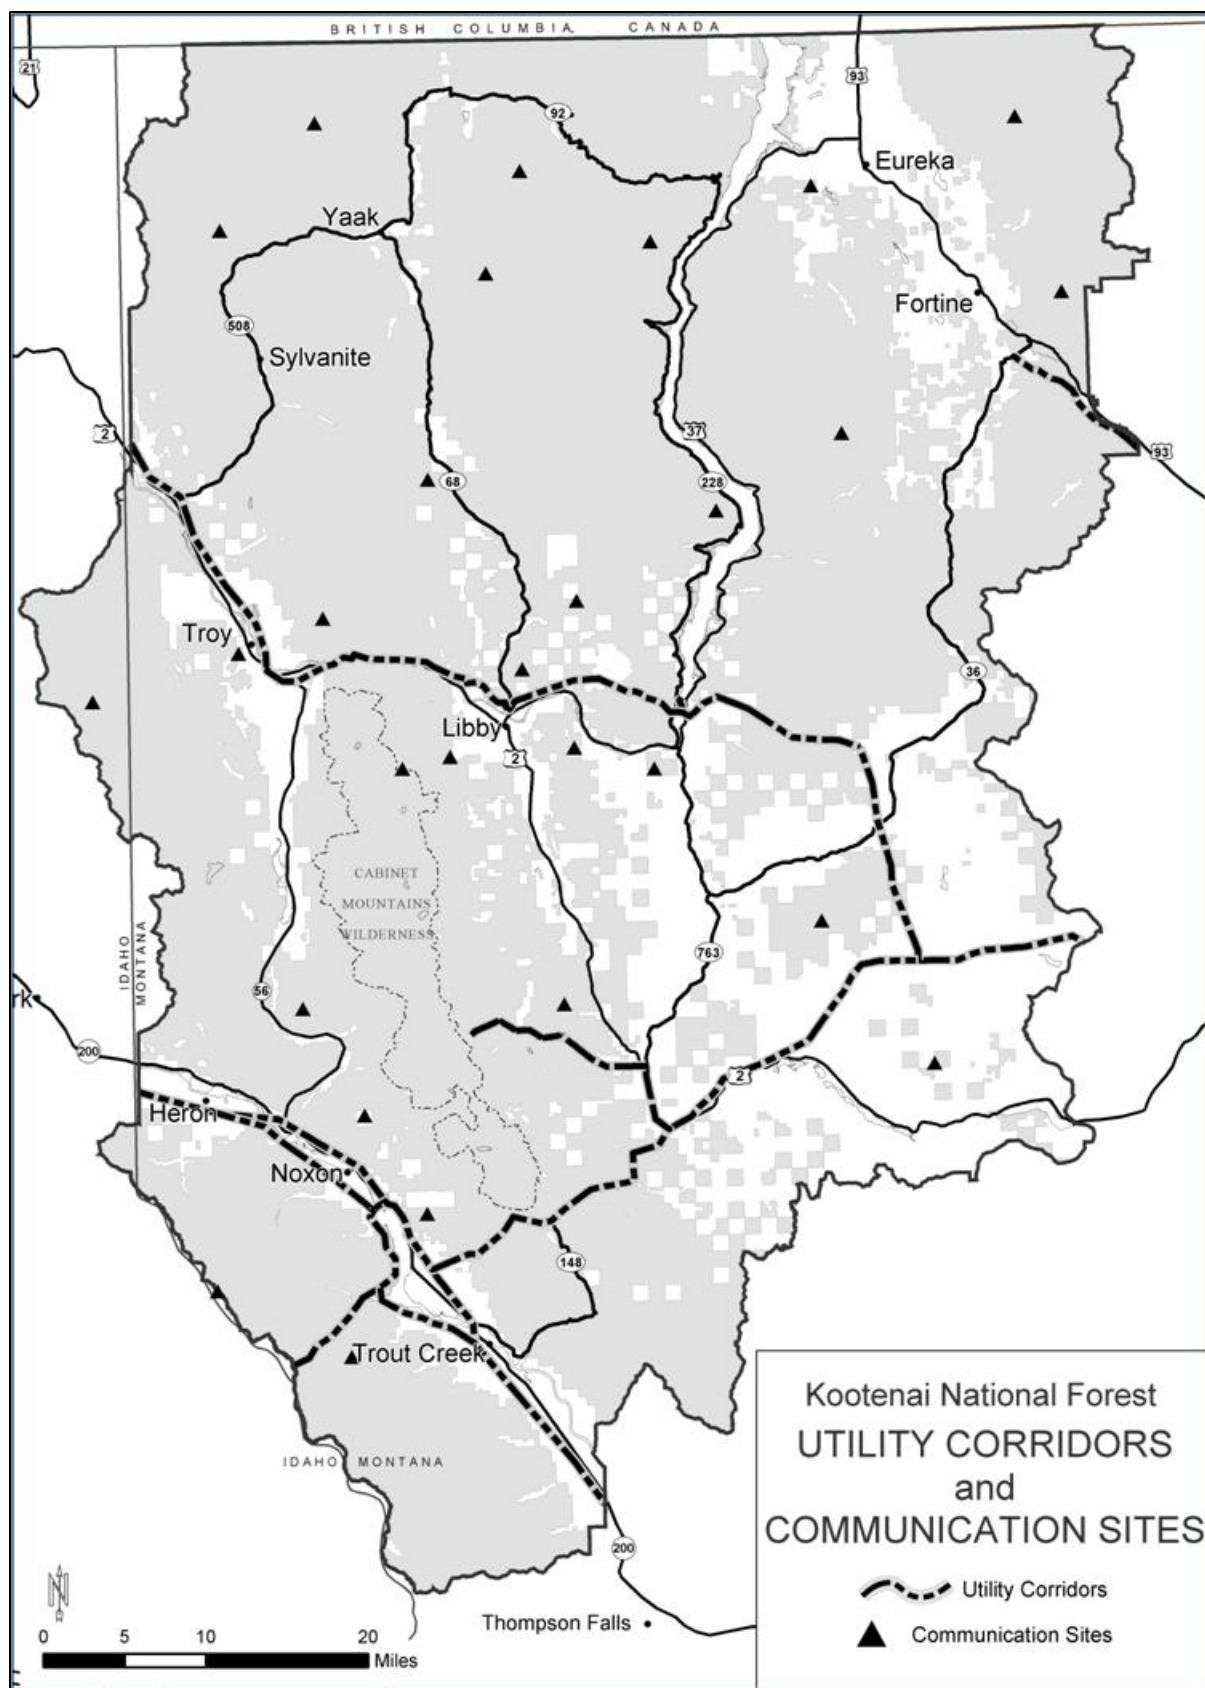 BRITISH COLUMBIA, CANADA
21
93
92
Eureka
Yaak
Fortine
508
Sylvanite
2
37
93
68
228
Troy
36
Libby
2
CABINET
MOUNTAINS
WILDERNESS
IDAHO
MONTANA
763
56
rk
200
2
Heron
Noxon
148
Trout Creek
IDAHO MONTANA
Kootenai National Forest
UTILITY CORRIDORS
and
COMMUNICATION SITES
200
Utility Corridors
N
Thompson Falls
Communication Sites
0 5 10 20
Miles